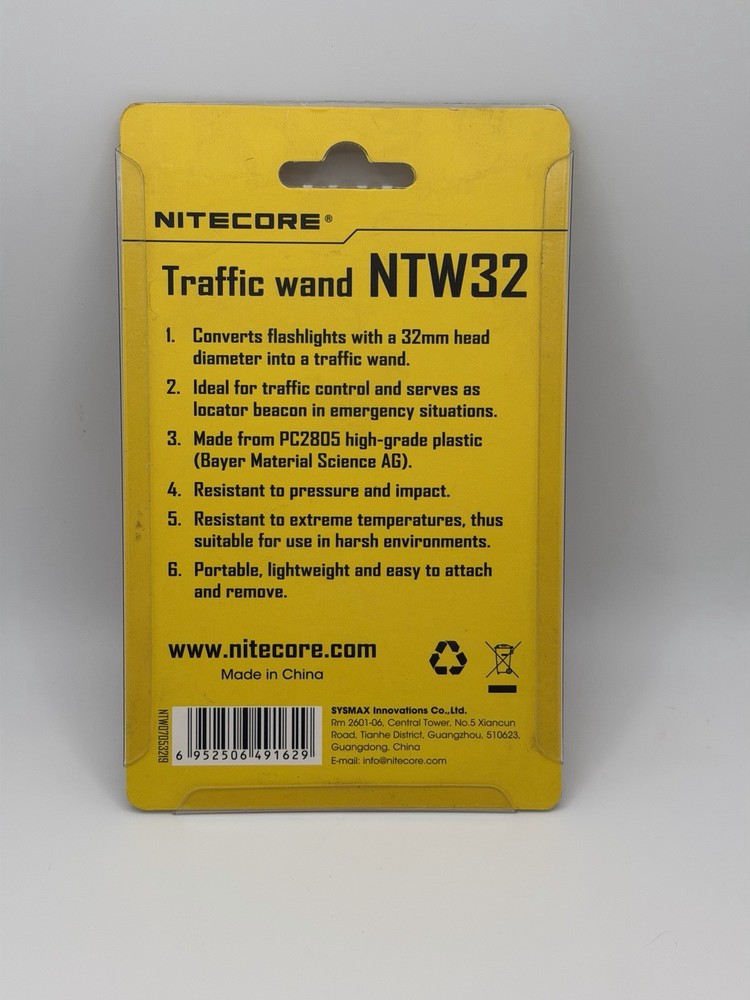 NITECORE®
Traffic wand NTW32
1. Converts flashlights with a 32mm head
diameter into a traffic wand.
2. Ideal for traffic control and serves as
locator beacon in emergency situations.
3. Made from PC2805 high-grade plastic
(Bayer Material Science AG).
4. Resistant to pressure and impact.
5. Resistant to extreme temperatures, thus
suitable for use in harsh environments.
6. Portable, lightweight and easy to attach
and remove.
www.nitecore.com
Made in China
NTW07053219
6 952506 491629
SYSMAX Innovations Co.,Ltd.
Rm 2601-06, Central Tower, No.5 Xiancun
Road, Tianhe District, Guangzhou, 510623,
Guangdong, China
E-mail: info@nitecore.com